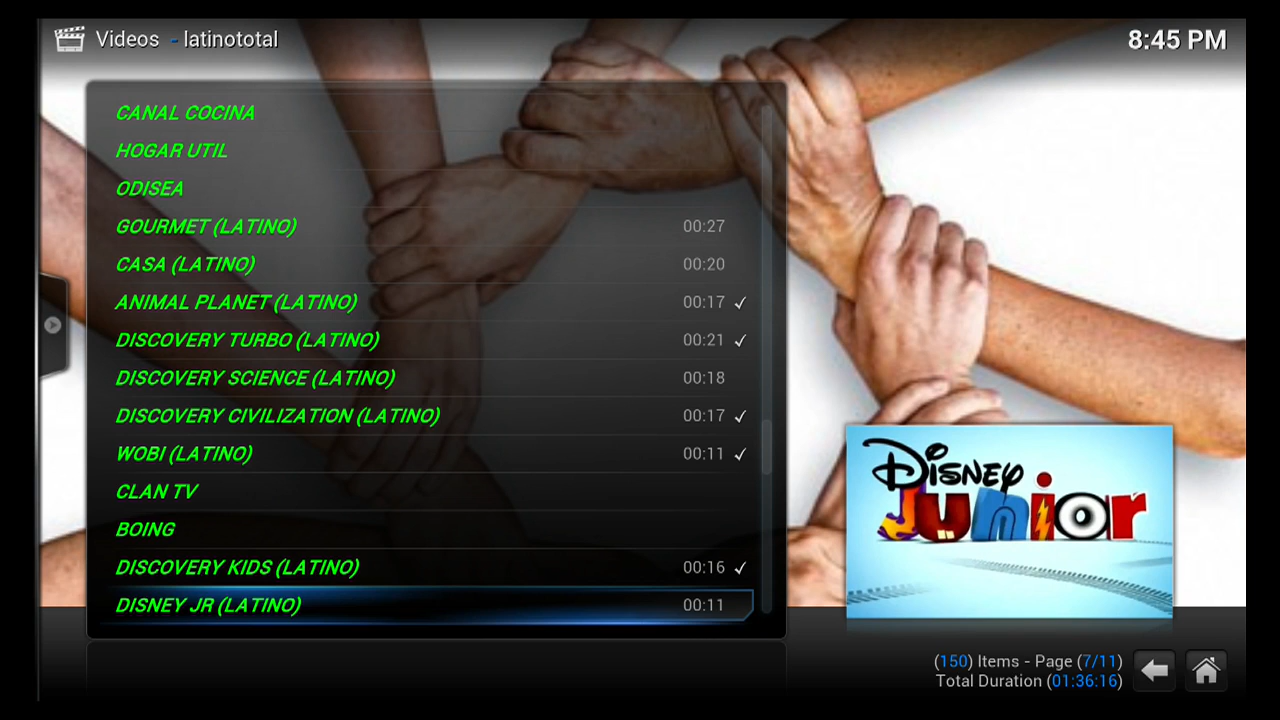 Videos - latinototal
8:45 PM
CANAL COCINA
HOGAR UTIL
ODISEA
GOURMET (LATINO) 00:27
CASA (LATINO) 00:20
ANIMAL PLANET (LATINO) 00:17 ✓
DISCOVERY TURBO (LATINO) 00:21 ✓
DISCOVERY SCIENCE (LATINO) 00:18
DISCOVERY CIVILIZATION (LATINO) 00:17 ✓
WOBI (LATINO) 00:11 ✓
CLAN TV
BOING
DISCOVERY KIDS (LATINO) 00:16 ✓
DISNEY JR (LATINO) 00:11
Disney
Junior
(150) Items - Page (7/11)
Total Duration (01:36:16)